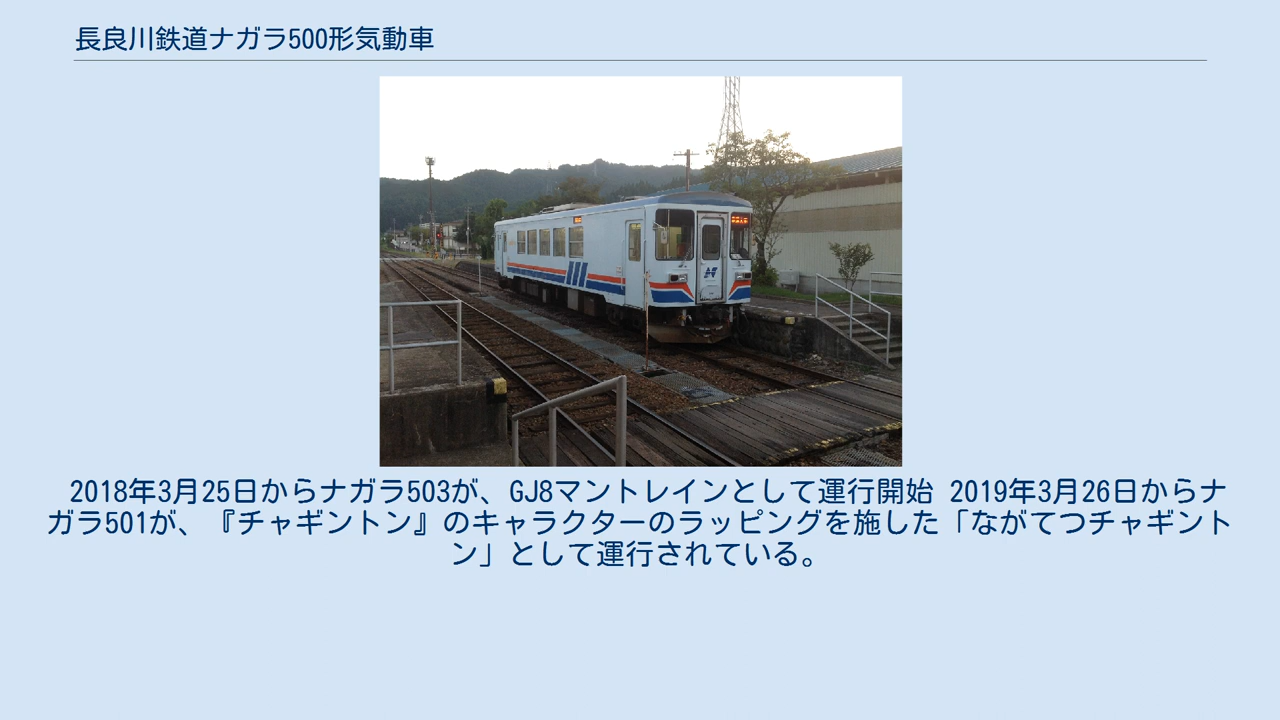 長良川鉄道ナガラ500形気動車
2018年3月25日からナガラ503が、GJ8マントレインとして運行開始 2019年3月26日からナ
ガラ501が、『チャギントン』のキャラクターのラッピングを施した「ながてつチャギント
ン」として運行されている。